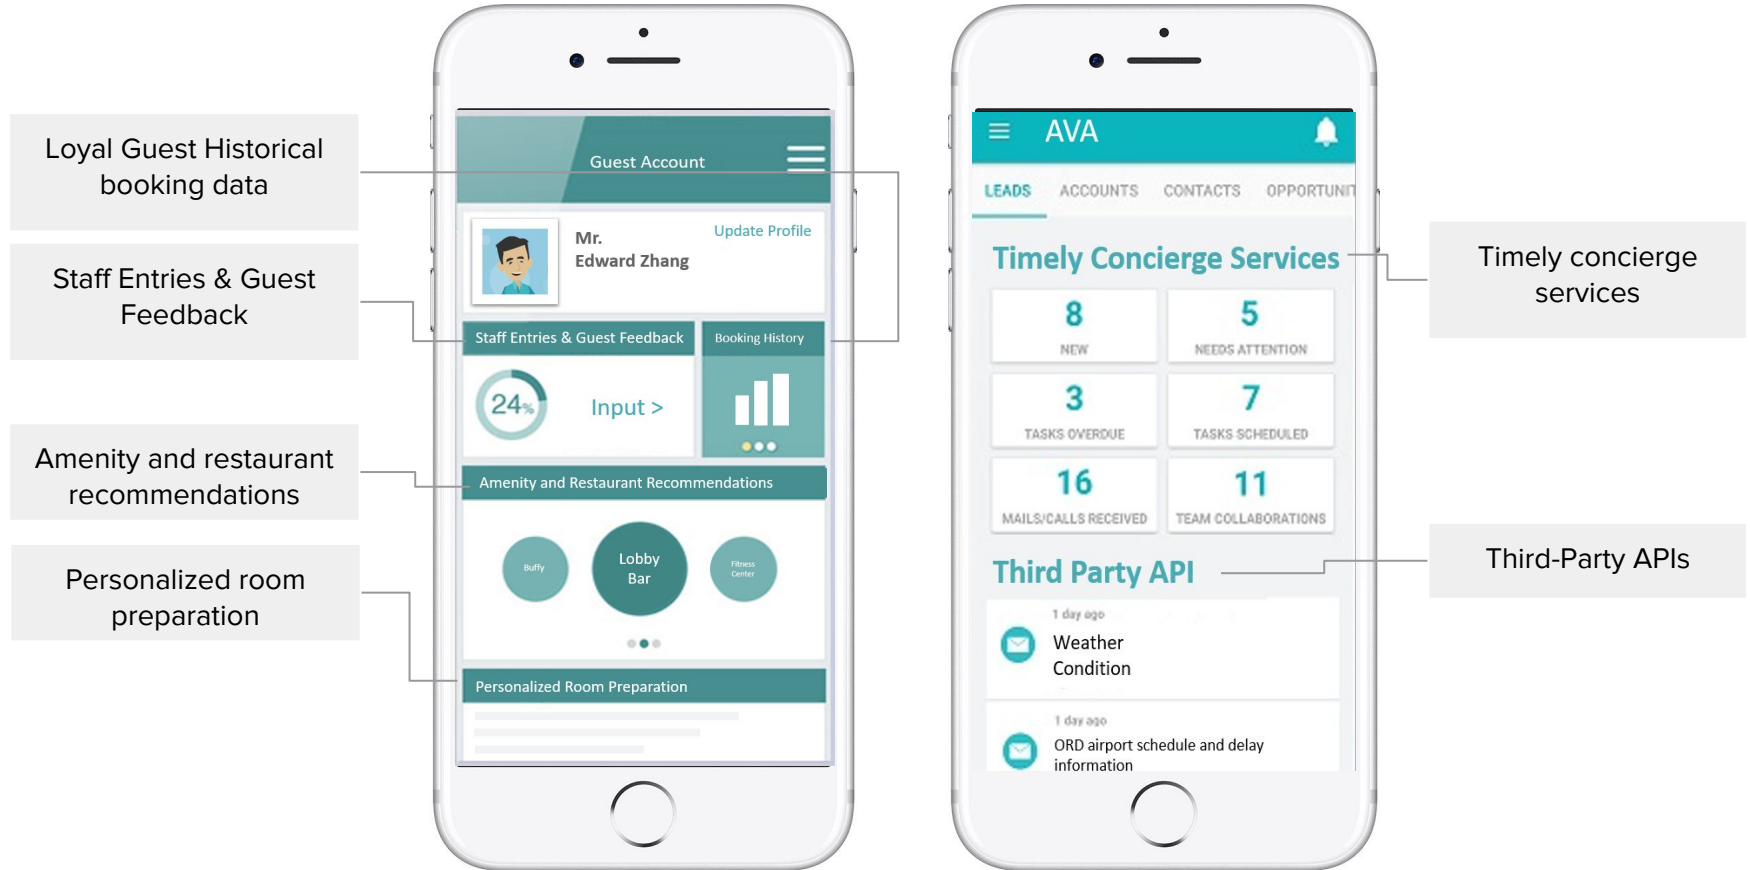 Loyal Guest Historical
booking data
Staff Entries & Guest
Feedback
Amenity and restaurant
recommendations
Personalized room
preparation
Guest Account
Mr.
Edward Zhang
Update Profile
Staff Entries & Guest Feedback
Booking History
24%
Input >
Amenity and Restaurant Recommendations
Buffy
Lobby
Bar
Fitness
Center
Personalized Room Preparation
AVA
LEADS ACCOUNTS CONTACTS OPPORTUNIT
Timely Concierge Services
8
NEW
5
NEEDS ATTENTION
3
TASKS OVERDUE
7
TASKS SCHEDULED
16
MAILS/CALLS RECEIVED
11
TEAM COLLABORATIONS
Third Party API
1 day ago
Weather
Condition
1 day ago
ORD airport schedule and delay
information
Timely concierge
services
Third-Party APIs